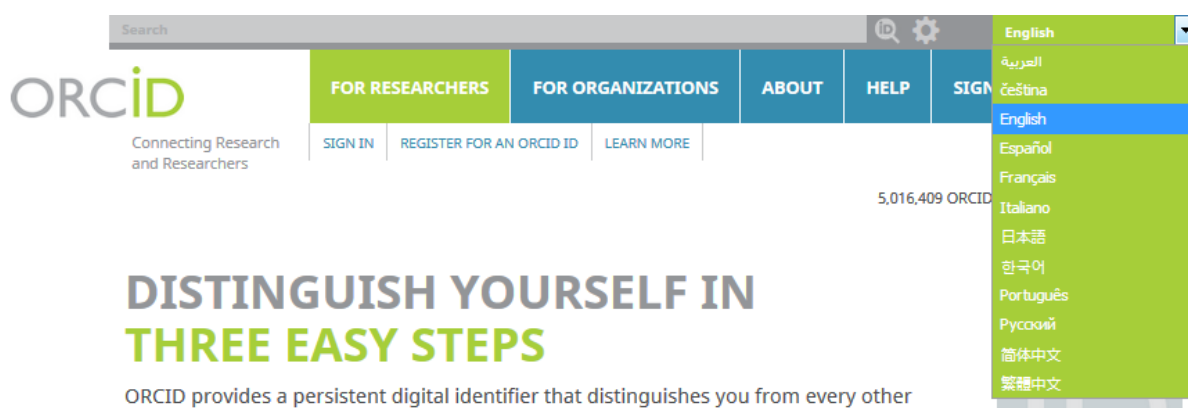 Search
English
العربية
čeština
English
Español
Français
Italiano
日本語
한국어
Português
Русский
简体中文
繁體中文
ORCID
Connecting Research
and Researchers
FOR RESEARCHERS FOR ORGANIZATIONS ABOUT HELP
SIGN IN REGISTER FOR AN ORCID ID LEARN MORE
5,016,409 ORCID
DISTINGUISH YOURSELF IN
THREE EASY STEPS
ORCID provides a persistent digital identifier that distinguishes you from every other